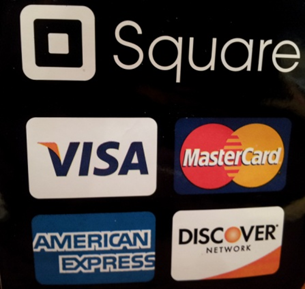 Square
VISA
MasterCard
AMERICAN
EXPRESS
DISCOVER
NETWORK